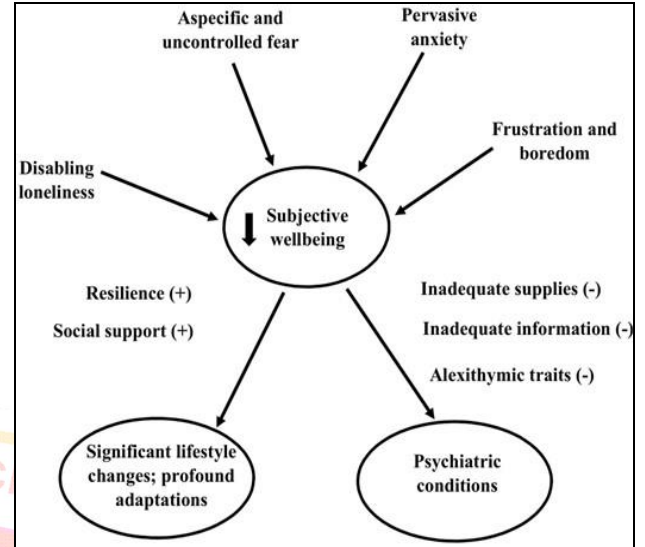 Aspecific and
uncontrolled fear
Pervasive
anxiety
Frustration and
boredom
Disabling
loneliness
Subjective
wellbeing
Resilience (+)
Social support (+)
Inadequate supplies (-)
Inadequate information (-)
Alexithymic traits (-)
Significant lifestyle
changes; profound
adaptations
Psychiatric
conditions